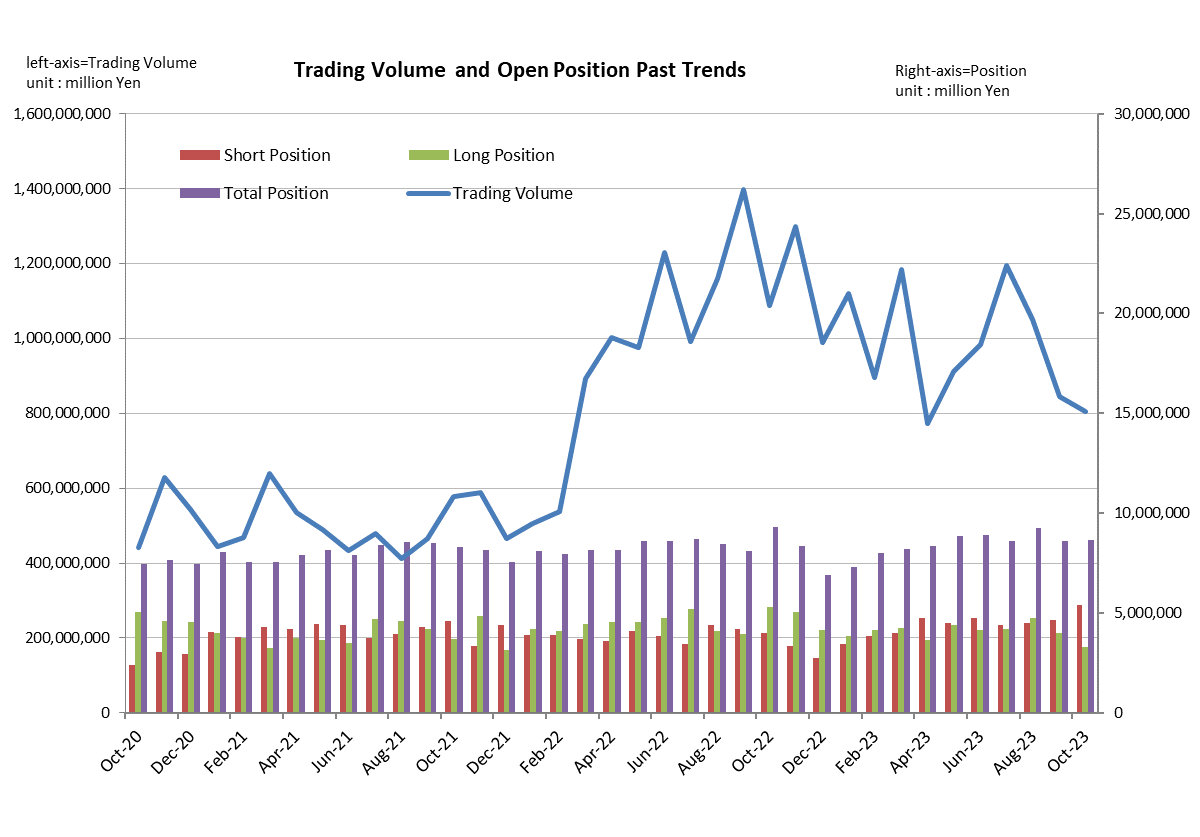 left-axis=Trading Volume
unit : million Yen
Trading Volume and Open Position Past Trends
Right-axis=Position
unit : million Yen
1,600,000,000
1,400,000,000
1,200,000,000
1,000,000,000
800,000,000
600,000,000
400,000,000
200,000,000
0
30,000,000
25,000,000
20,000,000
15,000,000
10,000,000
5,000,000
0
Short Position
Long Position
Total Position
Trading Volume
Oct-20
Dec-20
Feb-21
Apr-21
Jun-21
Aug-21
Oct-21
Dec-21
Feb-22
Apr-22
Jun-22
Aug-22
Oct-22
Dec-22
Feb-23
Apr-23
Jun-23
Aug-23
Oct-23